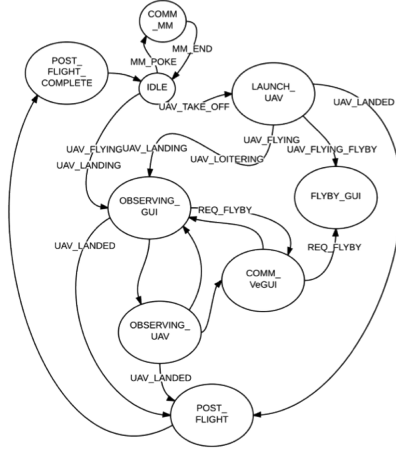 COMM_
_MM
MM_END
MM_POKE
POST_
FLIGHT_
COMPLETE
IDLE
LAUNCH_
UAV
UAV_TAKE_OFF
UAV_LANDED
UAV_FLYING
UAV_FLYING
UAV_LANDING
UAV_FLYING_FLYBY
UAV_LOITERING
UAV_LANDING
OBSERVING_
GUI
REQ_FLYBY
FLYBY_GUI
UAV_LANDED
REQ_FLYBY
COMM_
VeGUI
OBSERVING_
UAV
UAV_LANDED
POST_
FLIGHT